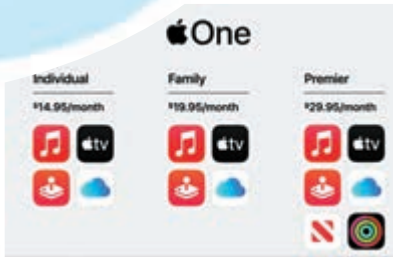 One
Individual
$14.95/month
tv
Family
$19.95/month
tv
Premier
$29.95/month
tv
N